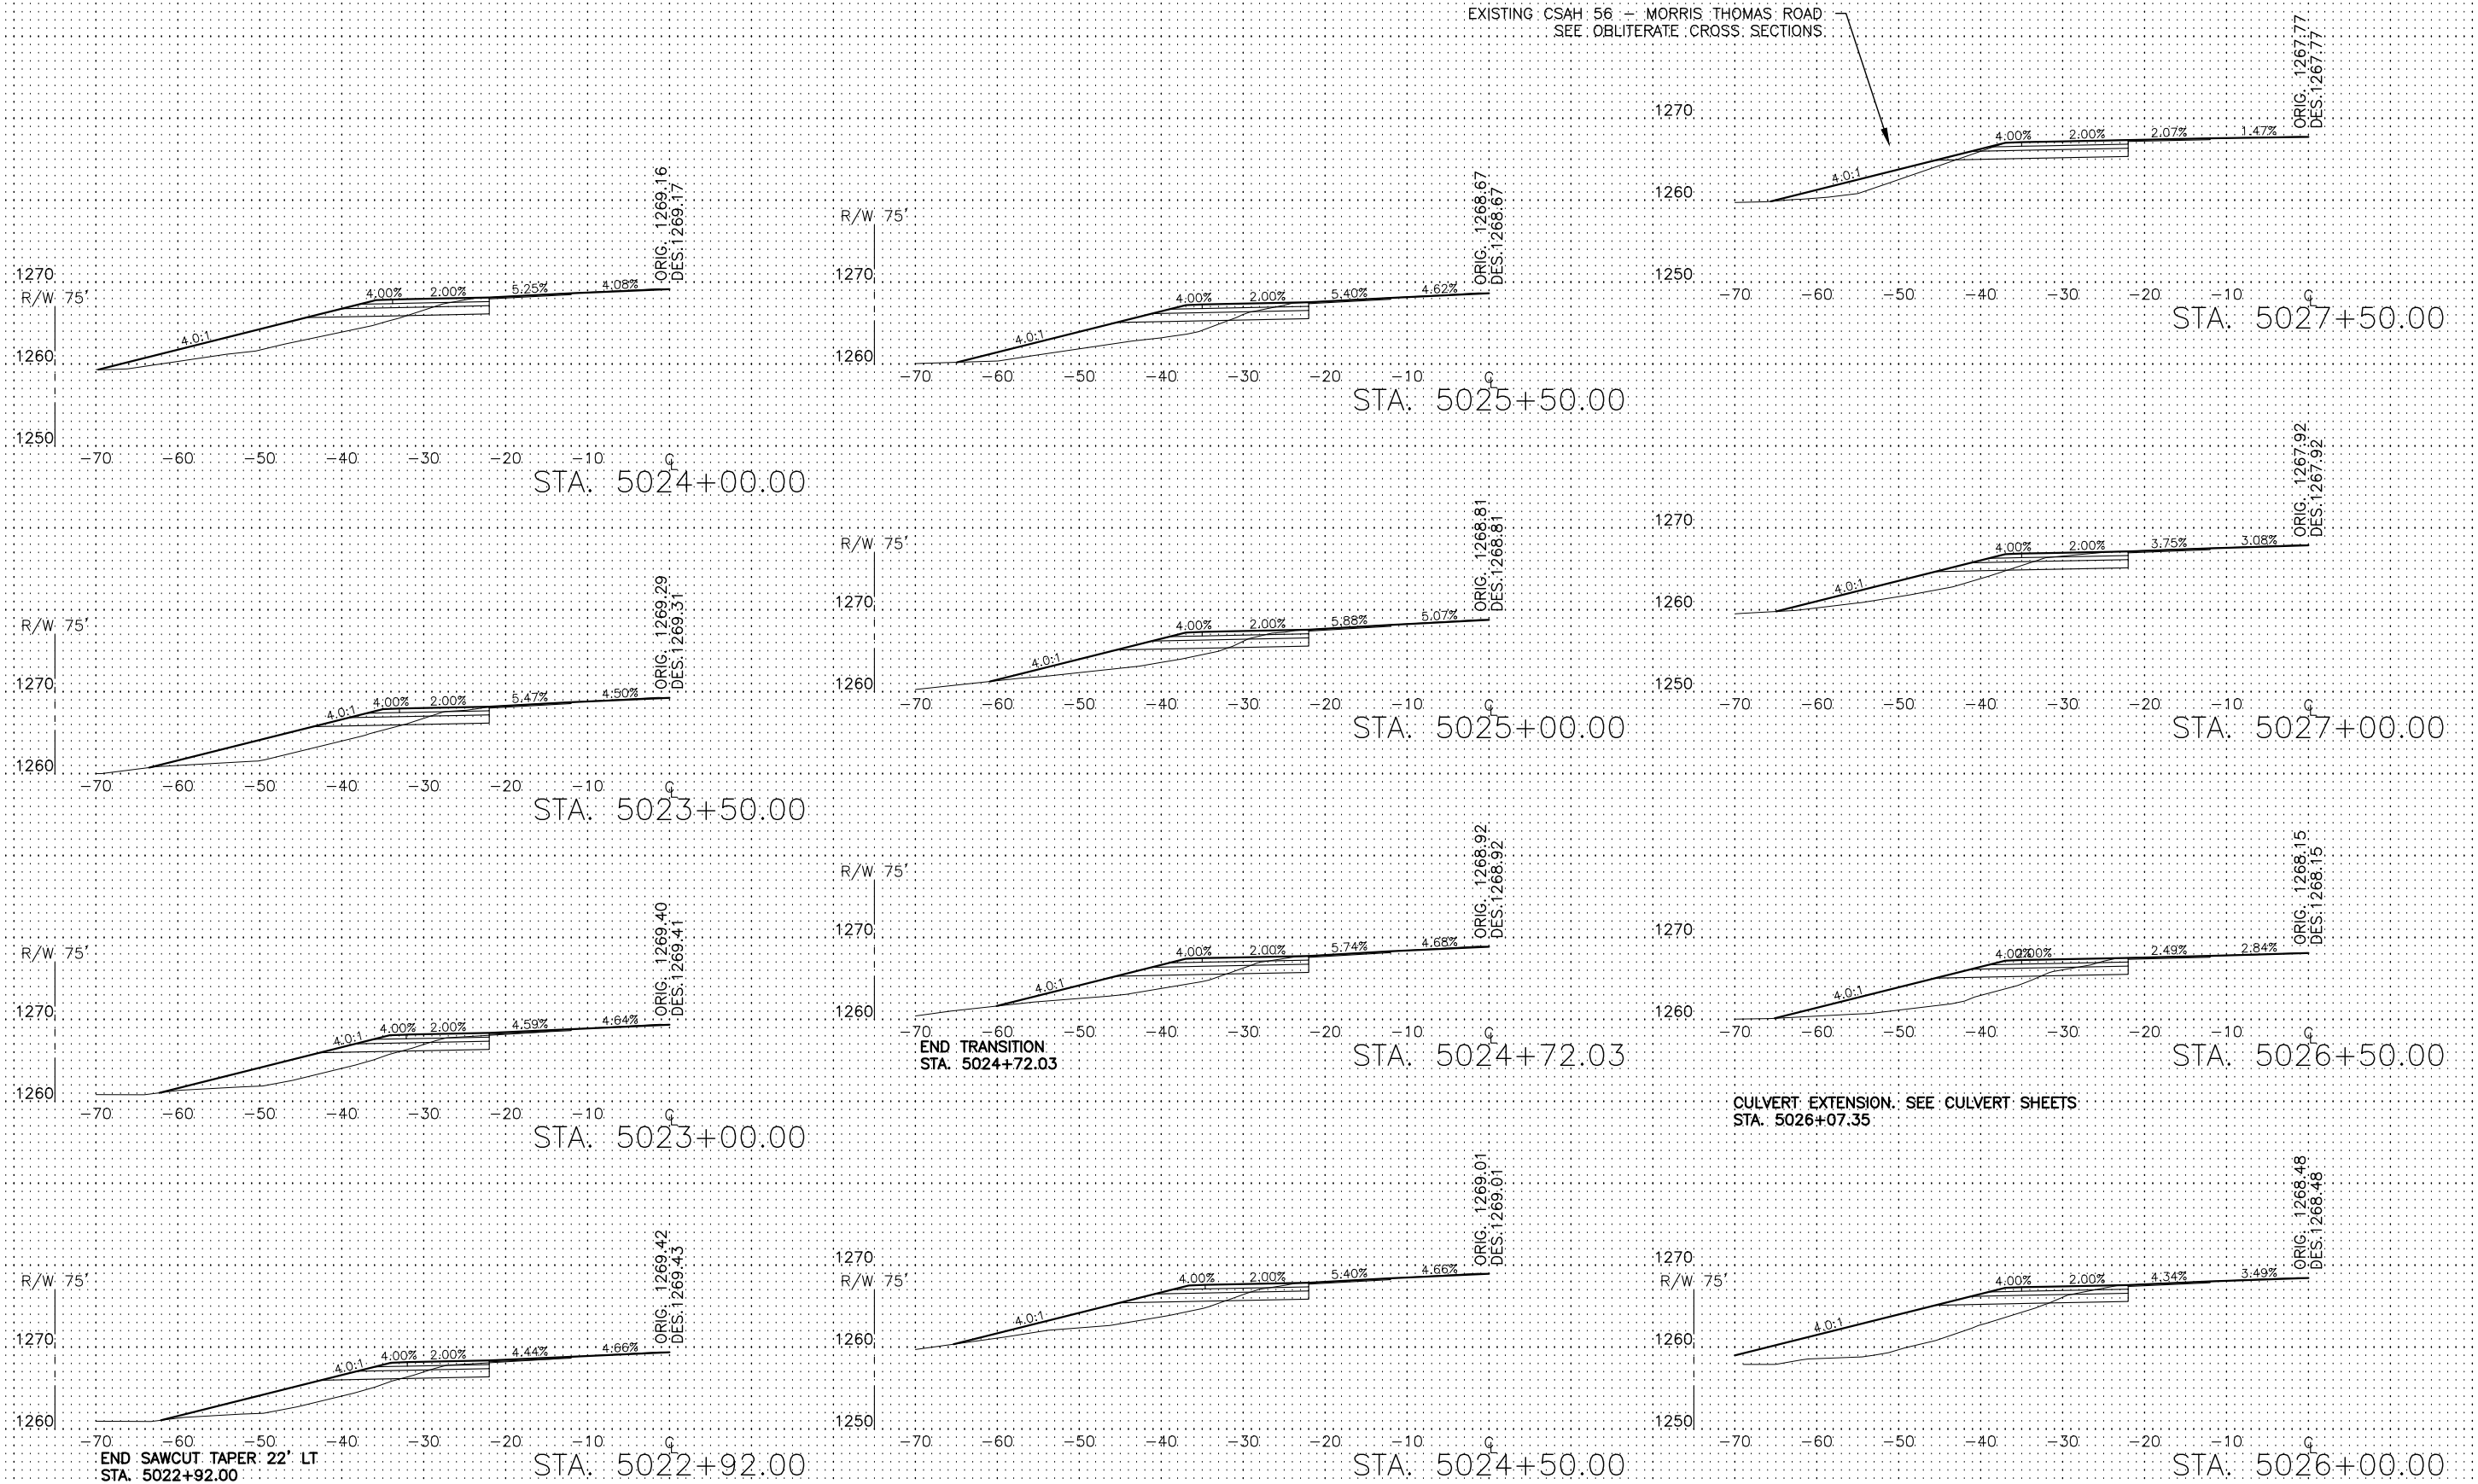 EXISTING CSAH 56 - MORRIS THOMAS ROAD
SEE OBLITERATE CROSS SECTIONS
ORIG. 1269.16
DES.1269.17
1270
R/W 75'
4.00% 2.00% 5.25% 4.08%
4.0:1
1260
1250
-70 -60 -50 -40 -30 -20 -10 CL
STA. 5024+00.00
ORIG. 1269.29
DES.1269.31
R/W 75'
1270
4.0:1 4.00% 2.00% 5.47% 4.50%
1260
-70 -60 -50 -40 -30 -20 -10 CL
STA. 5023+50.00
ORIG. 1269.40
DES.1269.41
R/W 75'
1270
4.0:1 4.00% 2.00% 4.59% 4.64%
1260
-70 -60 -50 -40 -30 -20 -10 CL
STA. 5023+00.00
ORIG. 1269.42
DES.1269.43
R/W 75'
1270
4.0:1 4.00% 2.00% 4.44% 4.66%
1260
-70 -60 -50 -40 -30 -20 -10 CL
END SAWCUT TAPER 22' LT
STA. 5022+92.00
STA. 5022+92.00
ORIG. 1268.67
DES.1268.67
R/W 75'
1270
4.00% 2.00% 5.40% 4.62%
4.0:1
1260
-70 -60 -50 -40 -30 -20 -10 CL
STA. 5025+50.00
ORIG. 1268.81
DES.1268.81
R/W 75'
1270
4.00% 2.00% 5.88% 5.07%
4.0:1
1260
-70 -60 -50 -40 -30 -20 -10 CL
STA. 5025+00.00
ORIG. 1268.92
DES.1268.92
R/W 75'
1270
4.00% 2.00% 5.74% 4.68%
4.0:1
1260
-70 -60 -50 -40 -30 -20 -10 CL
END TRANSITION
STA. 5024+72.03
STA. 5024+72.03
ORIG. 1269.01
DES.1269.01
1270
R/W 75'
4.00% 2.00% 5.40% 4.66%
4.0:1
1260
1250
-70 -60 -50 -40 -30 -20 -10 CL
STA. 5024+50.00
ORIG. 1267.77
DES.1267.77
1270
4.00% 2.00% 2.07% 1.47%
4.0:1
1260
1250
-70 -60 -50 -40 -30 -20 -10 CL
STA. 5027+50.00
ORIG. 1267.92
DES.1267.92
1270
4.00% 2.00% 3.75% 3.08%
4.0:1
1260
1250
-70 -60 -50 -40 -30 -20 -10 CL
STA. 5027+00.00
ORIG. 1268.15
DES.1268.15
1270
4.00% 2.00% 2.49% 2.84%
4.0:1
1260
-70 -60 -50 -40 -30 -20 -10 CL
STA. 5026+50.00
CULVERT EXTENSION. SEE CULVERT SHEETS
STA. 5026+07.35
ORIG. 1268.48
DES.1268.48
1270
R/W 75'
4.00% 2.00% 4.34% 3.49%
4.0:1
1260
1250
-70 -60 -50 -40 -30 -20 -10 CL
STA. 5026+00.00